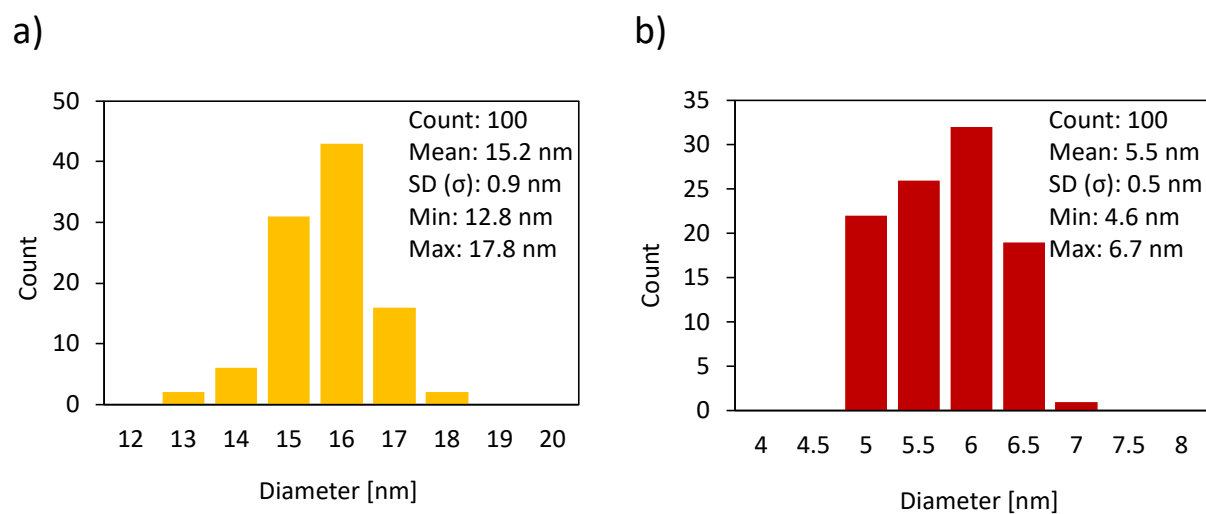 a)
50
40
30
20
10
0
Count
Count: 100
Mean: 15.2 nm
SD (σ): 0.9 nm
Min: 12.8 nm
Max: 17.8 nm
12 13 14 15 16 17 18 19 20
Diameter [nm]
b)
35
30
25
20
15
10
5
0
Count
Count: 100
Mean: 5.5 nm
SD (σ): 0.5 nm
Min: 4.6 nm
Max: 6.7 nm
4 4.5 5 5.5 6 6.5 7 7.5 8
Diameter [nm]